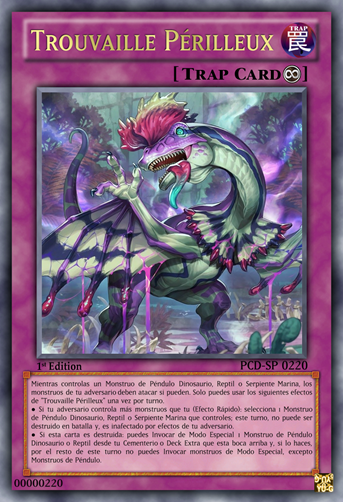 TROUVAILLE PÉRILLEUX
TRAP
罠
[TRAP CARD]
1st Edition
PCD-SP 0220
Mientras controlas un Monstruo de Péndulo Dinosaurio, Reptil o Serpiente Marina, los
monstruos de tu adversario deben atacar si pueden. Solo puedes usar los siguientes efectos
de "Trouvaille Périlleux" una vez por turno.
● Si tu adversario controla más monstruos que tu (Efecto Rápido): selecciona 1 Monstruo
de Péndulo Dinosaurio, Reptil o Serpiente Marina que controles; este turno, no puede ser
destruido en batalla y, es inafectado por efectos de tu adversario.
● Si esta carta es destruida: puedes Invocar de Modo Especial 1 Monstruo de Péndulo
Dinosaurio o Reptil desde tu Cementerio o Deck Extra que esta boca arriba y, si lo haces,
por el resto de este turno no puedes Invocar monstruos de Modo Especial, excepto
Monstruos de Péndulo.
00000220